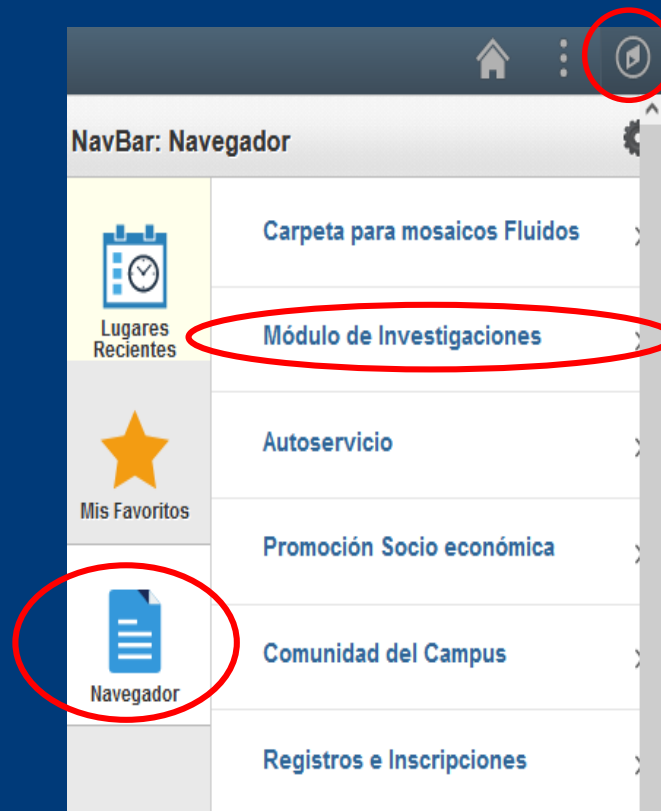 NavBar: Navegador
Lugares
Recientes
Mis Favoritos
Navegador
Carpeta para mosaicos Fluidos
Módulo de Investigaciones
Autoservicio
Promoción Socio económica
Comunidad del Campus
Registros e Inscripciones